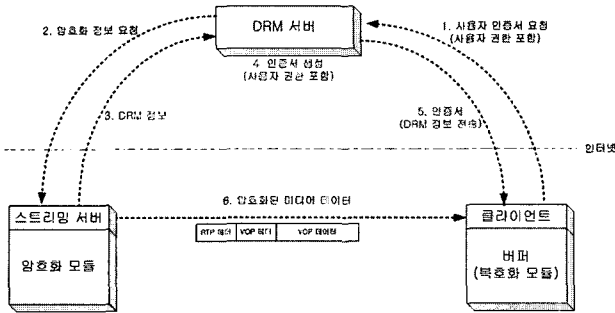 2. 암호화 정보 요청
DRM 서버
1. 사용자 인증서 요청
(사용자 권한 포함)
4. 인증서 생성
(사용자 권한 포함)
3. DRM 정보
5. 인증서
(DRM 정보 전송)
인터넷
스트리밍 서버
암호화 모듈
6. 암호화된 미디어 데이터
RTP 헤더
VOP 헤더
VOP 데이터
클라이언트
버퍼
(복호화 모듈)